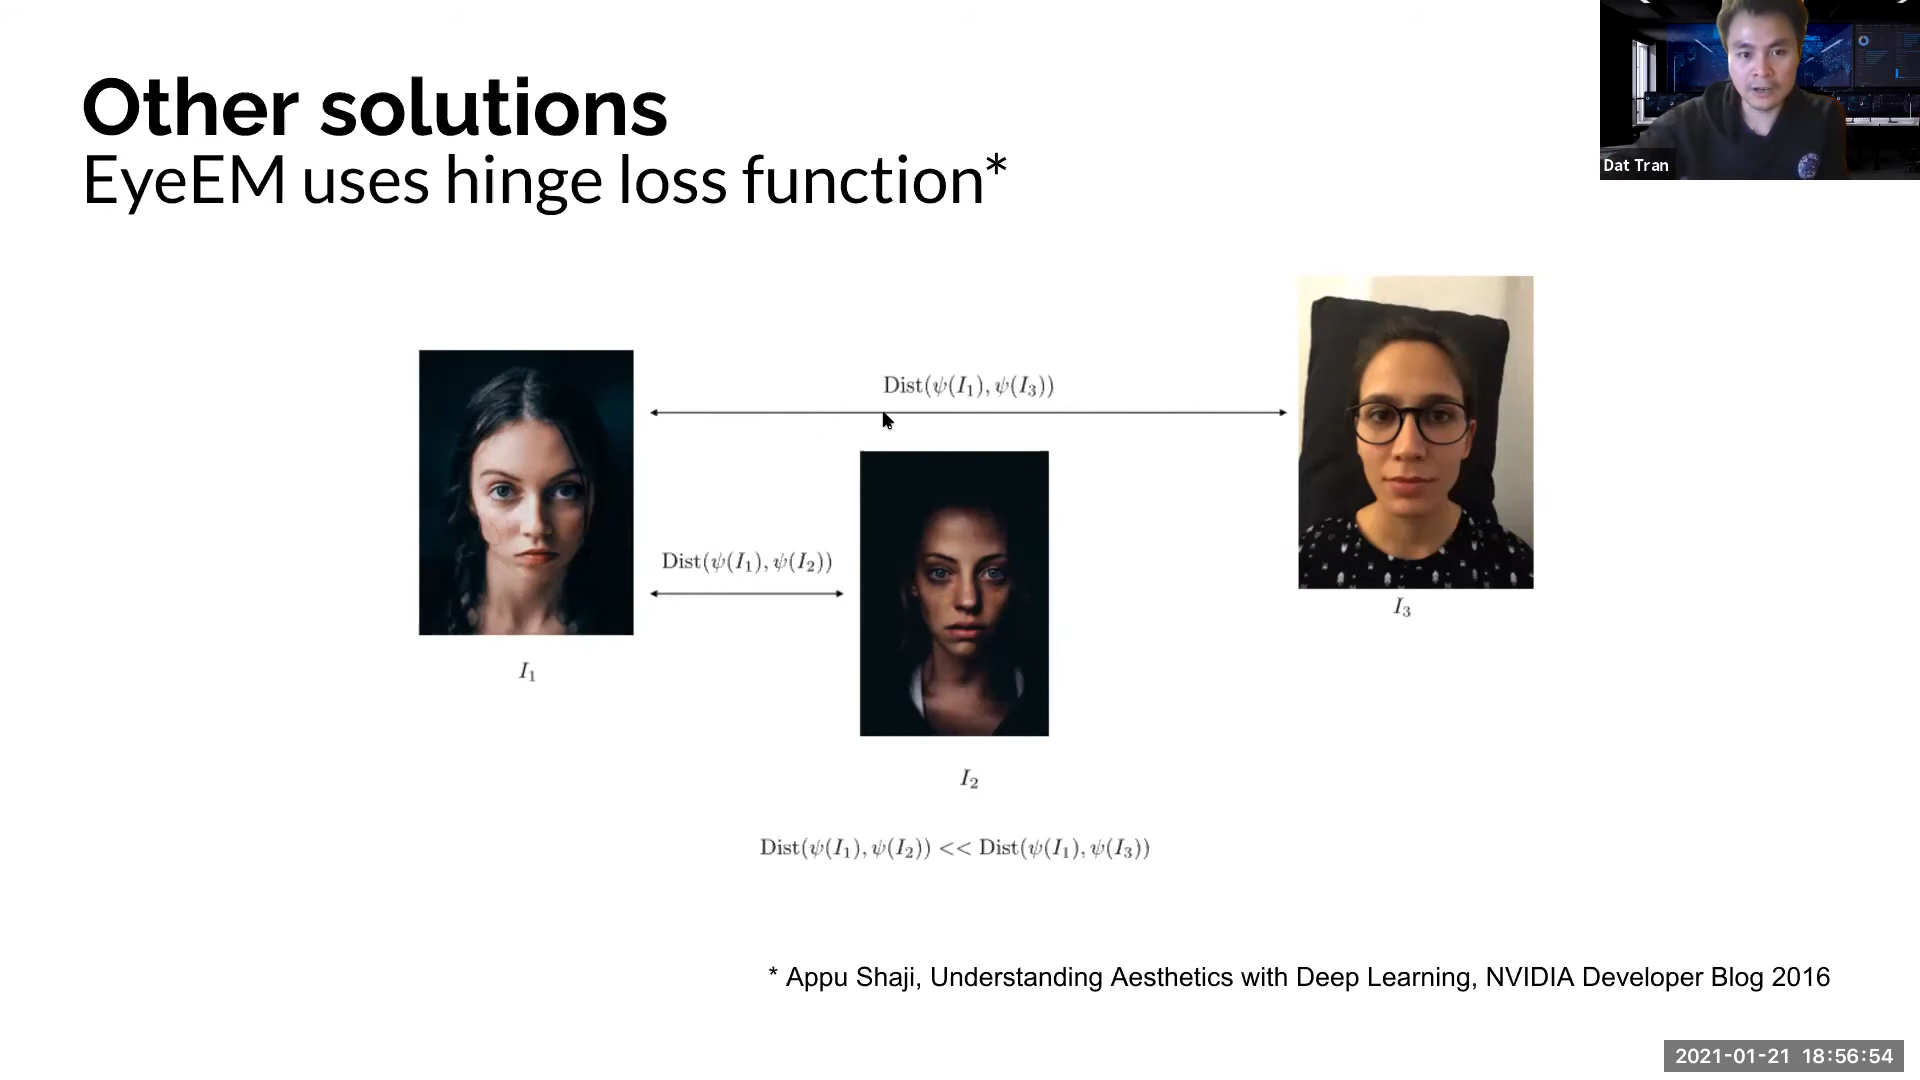 Other solutions
EyeEM uses hinge loss function*
Dat Tran
Dist(ψ(I₁), ψ(I₃))
Dist(ψ(I₁), ψ(I₂))
I₃
I₁
I₂
Dist(ψ(I₁), ψ(I₂)) << Dist(ψ(I₁), ψ(I₃))
* Appu Shaji, Understanding Aesthetics with Deep Learning, NVIDIA Developer Blog 2016
2021-01-21 18:56:54